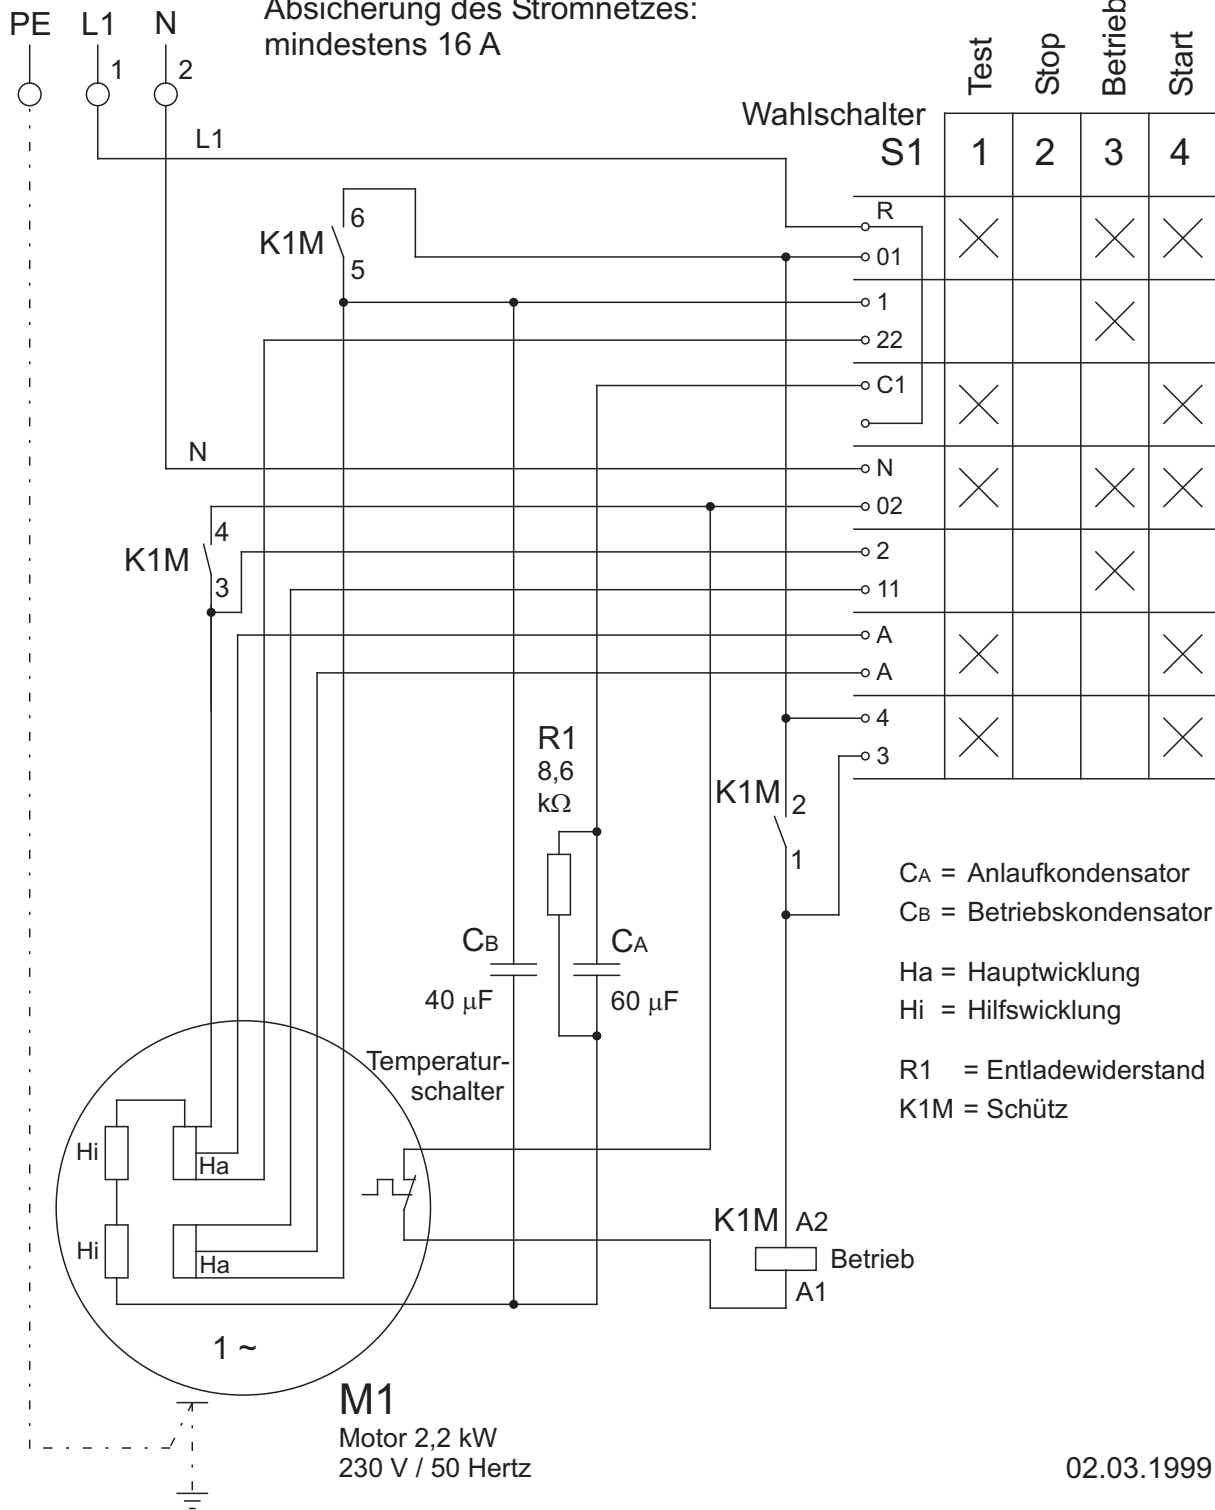 Absicherung des Stromnetzes:
mindestens 16 A
PE L1 N
1 2
Test
Stop
Betrieb
Start
Wahlschalter
S1 1 2 3 4
L1
R
01
K1M
6
5
1
22
C1
N
N
02
K1M
4
3
2
11
A
A
4
3
R1
8,6
kΩ
K1M
2
1
CB
40 µF
CA
60 µF
CA = Anlaufkondensator
CB = Betriebskondensator
Ha = Hauptwicklung
Hi = Hilfswicklung
R1 = Entladewiderstand
K1M = Schütz
Temperatur-
schalter
Hi
Ha
Hi
Ha
K1M A2
Betrieb
A1
1 ~
M1
Motor 2,2 kW
230 V / 50 Hertz
02.03.1999